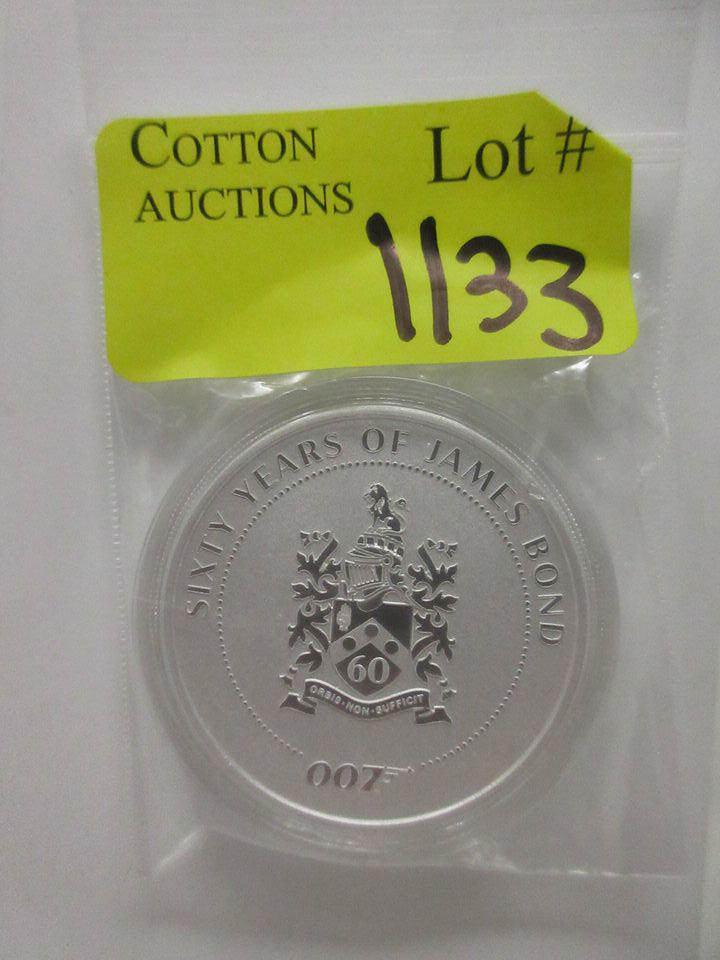 COTTON
AUCTIONS
Lot #
1133
SIXTY YEARS OF JAMES BOND
60
ORBIS·NON·SUFFICIT
007